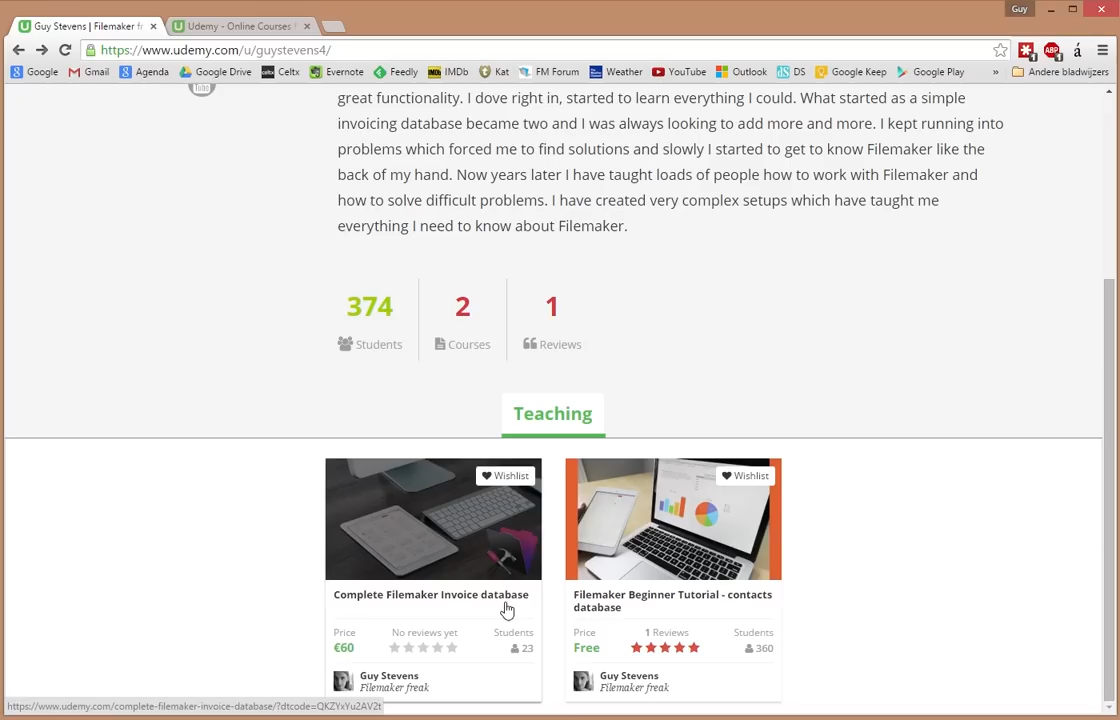 Guy
Guy Stevens | Filemaker fr
Udemy - Online Courses
https://www.udemy.com/u/guystevens4/
Google Gmail Agenda Google Drive Celtx Evernote Feedly IMDb Kat FM Forum Weather YouTube Outlook DS Google Keep Google Play » Andere bladwijzers
Tube
great functionality. I dove right in, started to learn everything I could. What started as a simple
invoicing database became two and I was always looking to add more and more. I kept running into
problems which forced me to find solutions and slowly I started to get to know Filemaker like the
back of my hand. Now years later I have taught loads of people how to work with Filemaker and
how to solve difficult problems. I have created very complex setups which have taught me
everything I need to know about Filemaker.
374 2 1
Students Courses Reviews
Teaching
Wishlist
Complete Filemaker Invoice database
Price No reviews yet Students
€60 23
Guy Stevens
Filemaker freak
Wishlist
Filemaker Beginner Tutorial - contacts
database
Price 1 Reviews Students
Free 360
Guy Stevens
Filemaker freak
https://www.udemy.com/complete-filemaker-invoice-database/?dtcode=QKZYxYu2AV2t